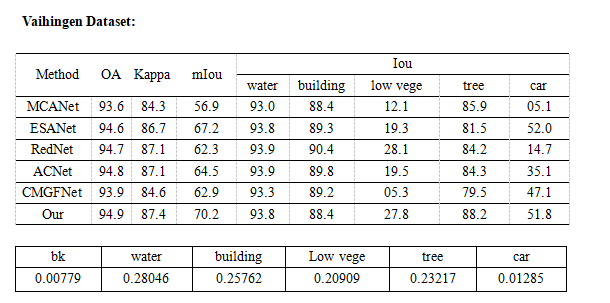 Vaihingen Dataset:
Method OA Kappa mIou Iou
water building low vege tree car
MCANet 93.6 84.3 56.9 93.0 88.4 12.1 85.9 05.1
ESANet 94.6 86.7 67.2 93.8 89.3 19.3 81.5 52.0
RedNet 94.7 87.1 62.3 93.9 90.4 28.1 84.2 14.7
ACNet 94.8 87.1 64.5 93.9 89.8 19.5 84.3 35.1
CMGFNet 93.9 84.6 62.9 93.3 89.2 05.3 79.5 47.1
Our 94.9 87.4 70.2 93.8 88.4 27.8 88.2 51.8
bk water building Low vege tree car
0.00779 0.28046 0.25762 0.20909 0.23217 0.01285